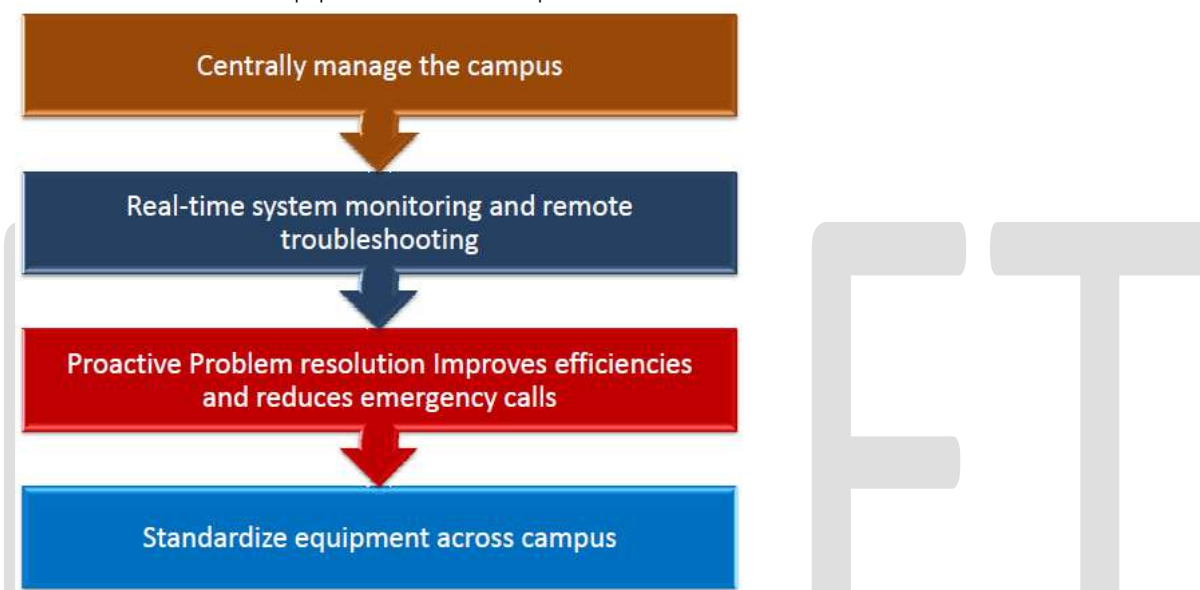 Centrally manage the campus
Real-time system monitoring and remote
troubleshooting
Proactive Problem resolution Improves efficiencies
and reduces emergency calls
Standardize equipment across campus
FT